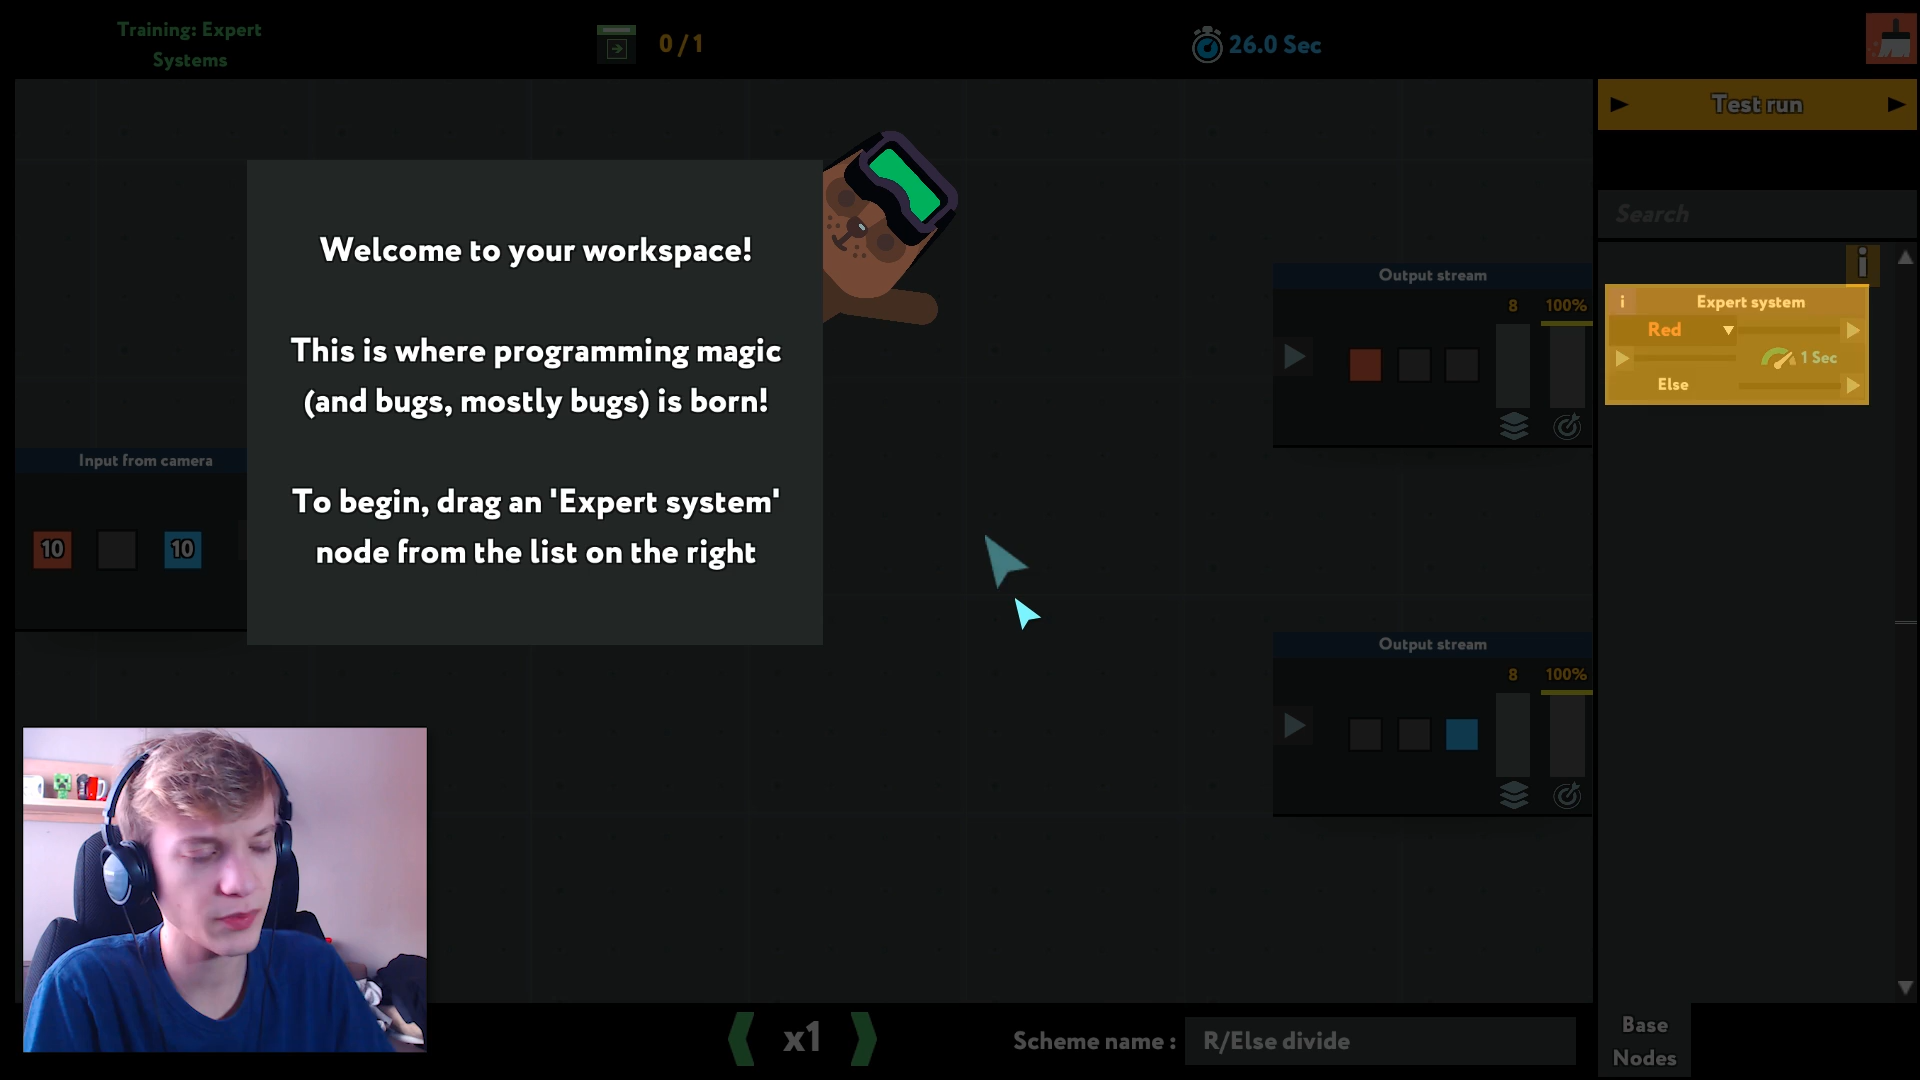 Training: Expert
Systems
0 / 1
26.0 Sec
Test run
Search
i
i Expert system
Red
1 Sec
Else
Welcome to your workspace!
This is where programming magic
(and bugs, mostly bugs) is born!
To begin, drag an 'Expert system'
node from the list on the right
Output stream
8 100%
Input from camera
10 10
Output stream
8 100%
x1
Scheme name : R/Else divide
Base
Nodes